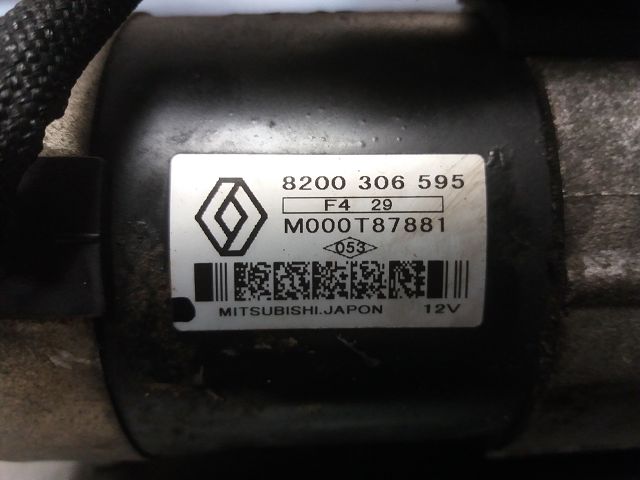 8200 306 595
F4 29
M000T87881
053
MITSUBISHI.JAPON 12V